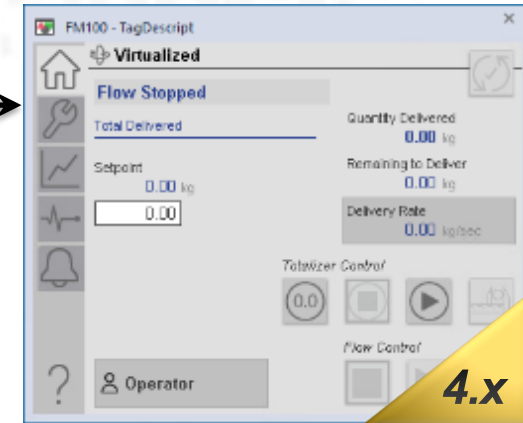 FM100 - TagDescript
Virtualized
Flow Stopped
Total Delivered
Quantity Delivered
0.00 kg
Setpoint
0.00 kg
0.00
Remaining to Deliver
0.00 kg
Delivery Rate
0.00 kg/sec
Totalizer Control
0.0
Flow Control
?
Operator
4.x